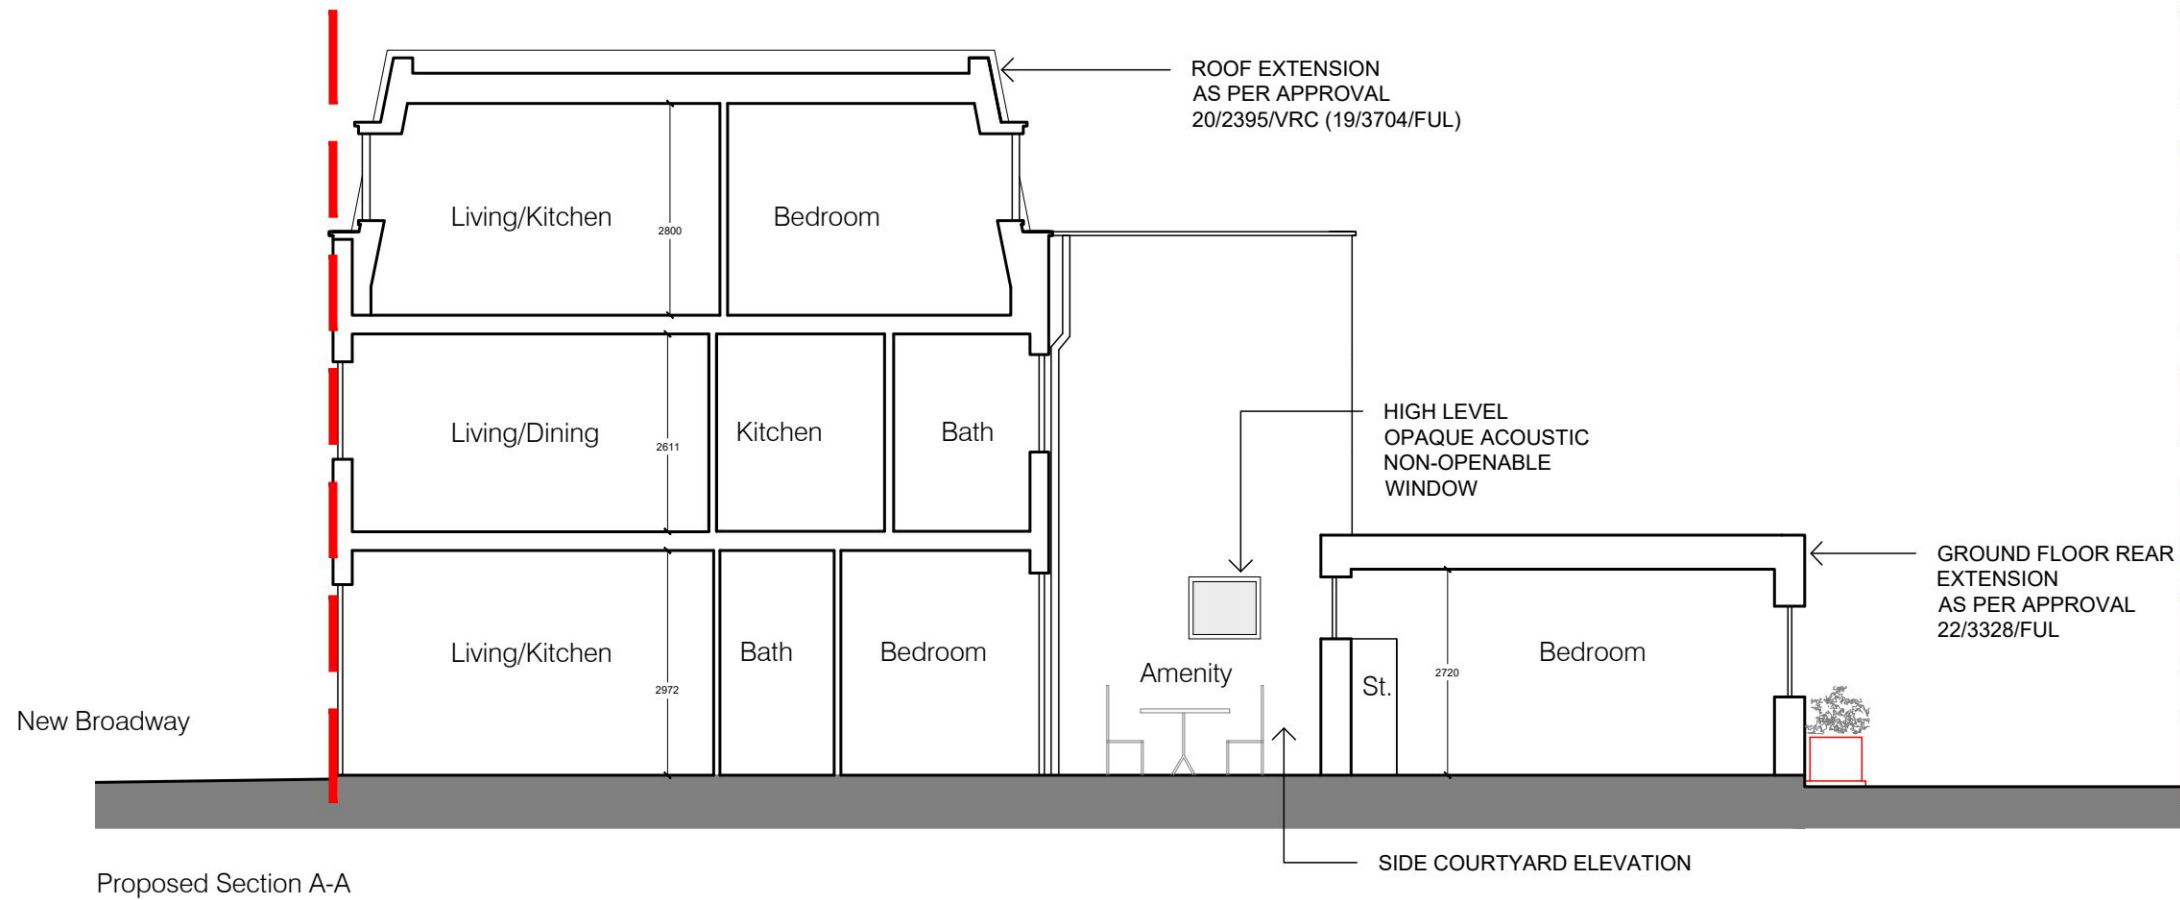 ROOF EXTENSION
AS PER APPROVAL
20/2395/VRC (19/3704/FUL)
Living/Kitchen
2800
Bedroom
Living/Dining
2611
Kitchen
Bath
HIGH LEVEL
OPAQUE ACOUSTIC
NON-OPENABLE
WINDOW
GROUND FLOOR REAR
EXTENSION
AS PER APPROVAL
22/3328/FUL
Living/Kitchen
2972
Bath
Bedroom
Amenity
St.
2720
Bedroom
New Broadway
SIDE COURTYARD ELEVATION
Proposed Section A-A